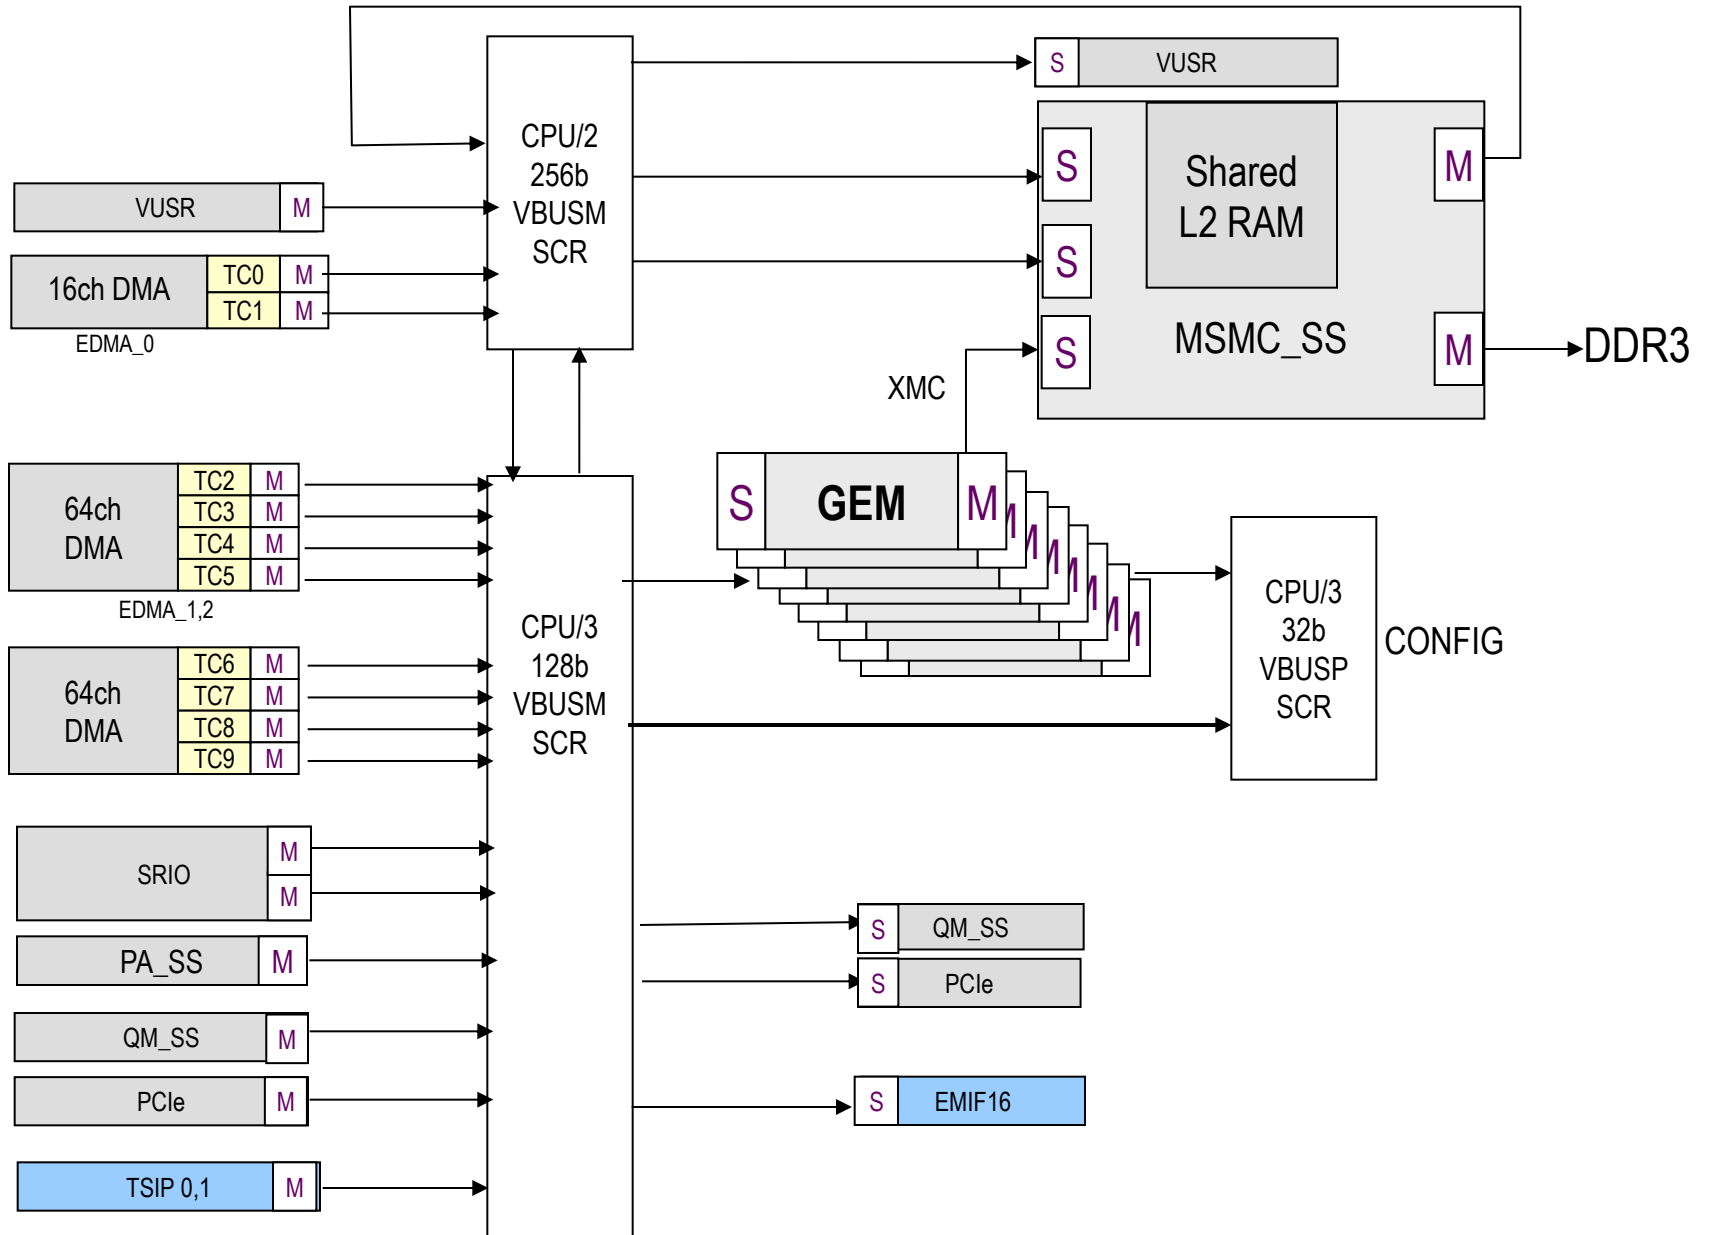 S VUSR
CPU/2
256b
VBUSM
SCR
S
Shared
L2 RAM
M
VUSR M
S
16ch DMA TC0 M
TC1 M
EDMA_0
S
MSMC_SS
M
DDR3
XMC
64ch
DMA
TC2 M
TC3 M
TC4 M
TC5 M
EDMA_1,2
S GEM M
M
M
M
M
M
M
M
CPU/3
128b
VBUSM
SCR
CPU/3
32b
VBUSP
SCR
CONFIG
64ch
DMA
TC6 M
TC7 M
TC8 M
TC9 M
SRIO
M
M
S QM_SS
PA_SS M
S PCIe
QM_SS M
PCIe M
S EMIF16
TSIP 0,1 M